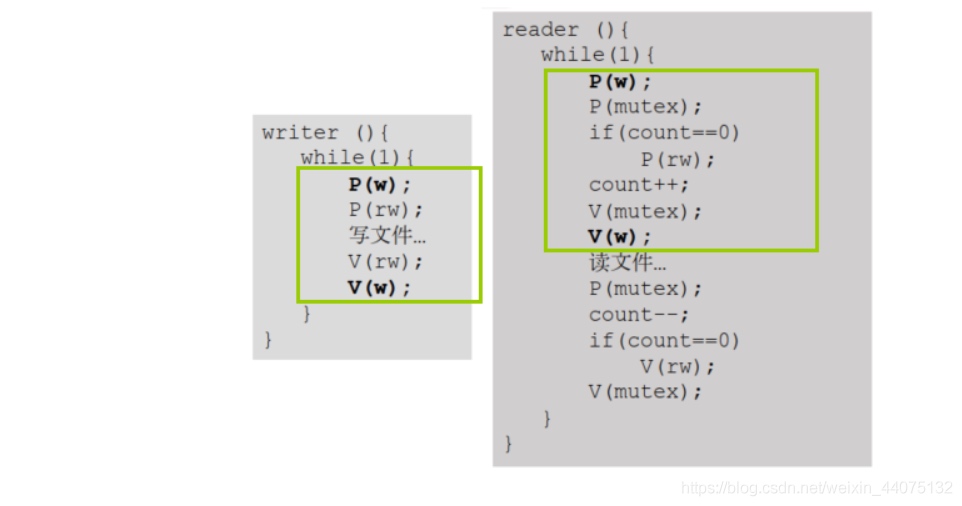 writer (){
while(1){
P(w);
P(rw);
写文件…
V(rw);
V(w);
}
}
reader (){
while(1){
P(w);
P(mutex);
if(count==0)
P(rw);
count++;
V(mutex);
V(w);
读文件…
P(mutex);
count--;
if(count==0)
V(rw);
V(mutex);
}
}
https://blog.csdn.net/weixin_44075132